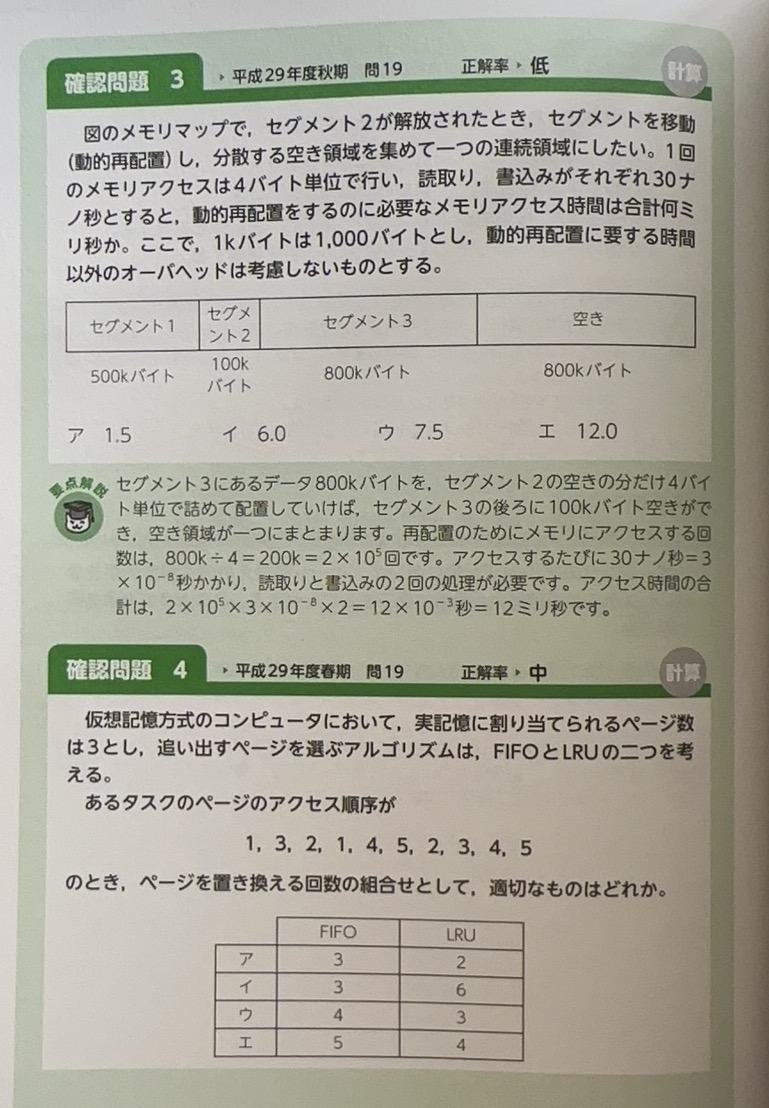 確認問題 3 ▸ 平成29年度秋期 問19 正解率▸低 計算
図のメモリマップで，セグメント2が解放されたとき，セグメントを移動
(動的再配置)し，分散する空き領域を集めて一つの連続領域にしたい。1回
のメモリアクセスは4バイト単位で行い，読取り，書込みがそれぞれ30ナ
ノ秒とすると，動的再配置をするのに必要なメモリアクセス時間は合計何ミ
リ秒か。ここで，1kバイトは1,000バイトとし，動的再配置に要する時間
以外のオーバヘッドは考慮しないものとする。
セグメント1 セグメ セグメント3 空き
ント2
500kバイト 100k 800kバイト 800kバイト
バイト
ア 1.5 イ 6.0 ウ 7.5 エ 12.0
要点解説
セグメント3にあるデータ800kバイトを，セグメント2の空きの分だけ4バイ
ト単位で詰めて配置していけば，セグメント3の後ろに100kバイト空きがで
き，空き領域が一つにまとまります。再配置のためにメモリにアクセスする回
数は，800k÷4＝200k＝2×10⁵回です。アクセスするたびに30ナノ秒＝3
×10⁻⁸秒かかり，読取りと書込みの2回の処理が必要です。アクセス時間の合
計は，2×10⁵×3×10⁻⁸×2＝12×10⁻³秒＝12ミリ秒です。
確認問題 4 ▸ 平成29年度春期 問19 正解率▸中 計算
仮想記憶方式のコンピュータにおいて，実記憶に割り当てられるページ数
は3とし，追い出すページを選ぶアルゴリズムは，FIFOとLRUの二つを考
える。
あるタスクのページのアクセス順序が
1，3，2，1，4，5，2，3，4，5
のとき，ページを置き換える回数の組合せとして，適切なものはどれか。
FIFO LRU
ア 3 2
イ 3 6
ウ 4 3
エ 5 4